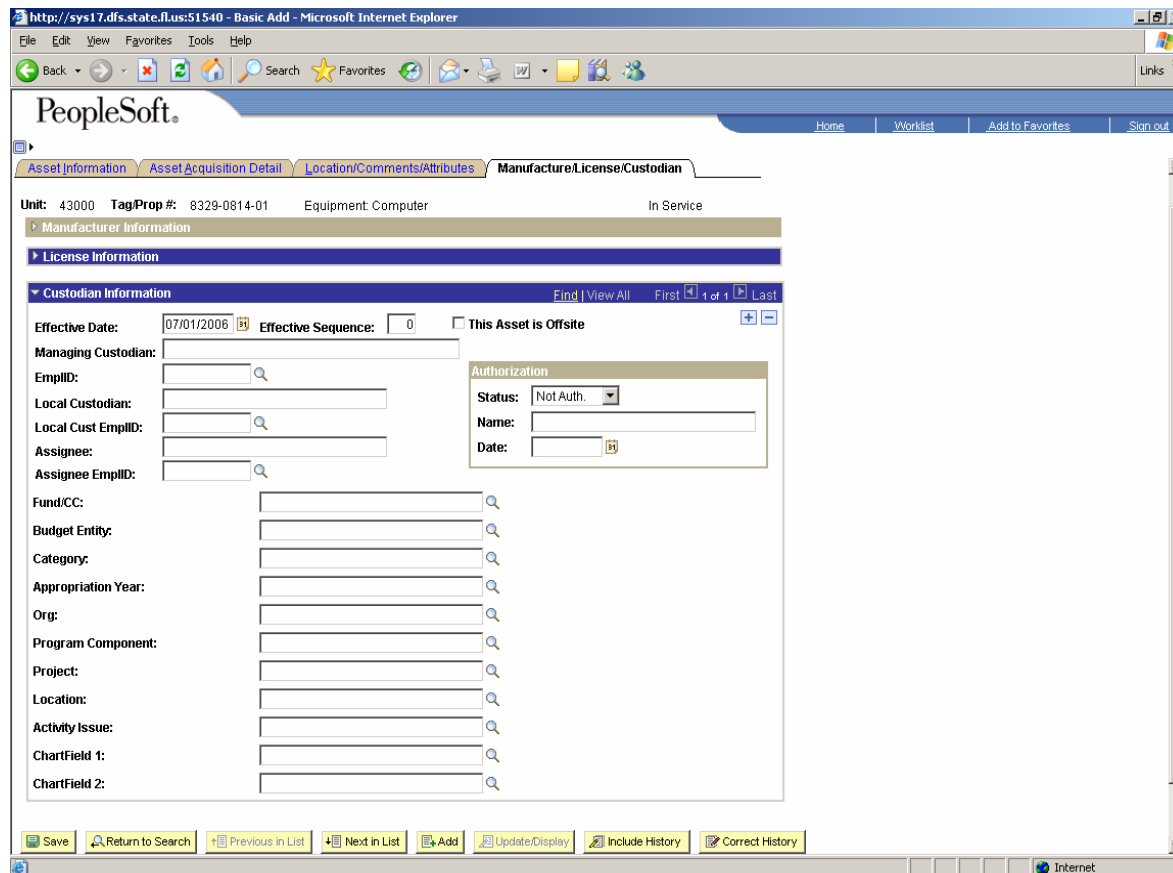 http://sys17.dfs.state.fl.us:51540 - Basic Add - Microsoft Internet Explorer
File Edit View Favorites Tools Help
Back Search Favorites W Links
PeopleSoft®
Home Worklist Add to Favorites Sign out
Asset Information Asset Acquisition Detail Location/Comments/Attributes Manufacture/License/Custodian
Unit: 43000 Tag/Prop #: 8329-0814-01 Equipment: Computer In Service
Manufacturer Information
License Information
Custodian Information Find | View All First 1 of 1 Last
Effective Date: 07/01/2006 31 Effective Sequence: 0 This Asset is Offsite + −
Managing Custodian:
EmplID:
Authorization
Local Custodian:
Status: Not Auth.
Local Cust EmplID:
Name:
Assignee:
Date: 31
Assignee EmplID:
Fund/CC:
Budget Entity:
Category:
Appropriation Year:
Org:
Program Component:
Project:
Location:
Activity Issue:
ChartField 1:
ChartField 2:
Save Return to Search Previous in List Next in List Add Update/Display Include History Correct History
Internet